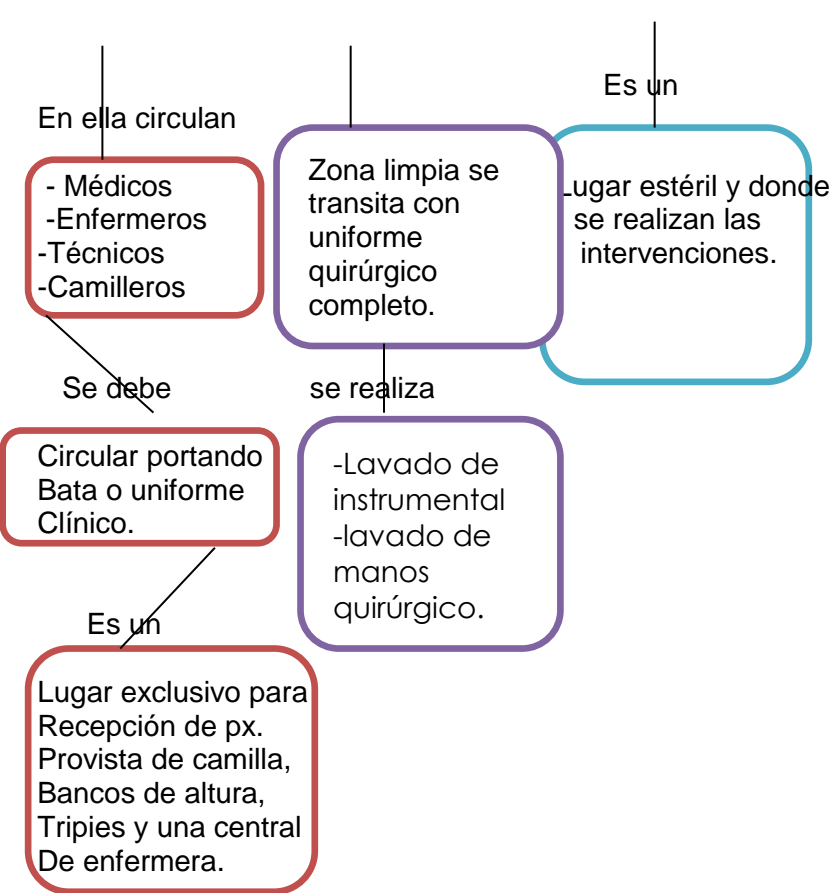 En ella circulan
- Médicos
-Enfermeros
-Técnicos
-Camilleros
Se debe
Circular portando
Bata o uniforme
Clínico.
Es un
Lugar exclusivo para
Recepción de px.
Provista de camilla,
Bancos de altura,
Tripies y una central
De enfermera.
Zona limpia se
transita con
uniforme
quirúrgico
completo.
se realiza
-Lavado de
instrumental
-lavado de
manos
quirúrgico.
Es un
Lugar estéril y donde
se realizan las
intervenciones.